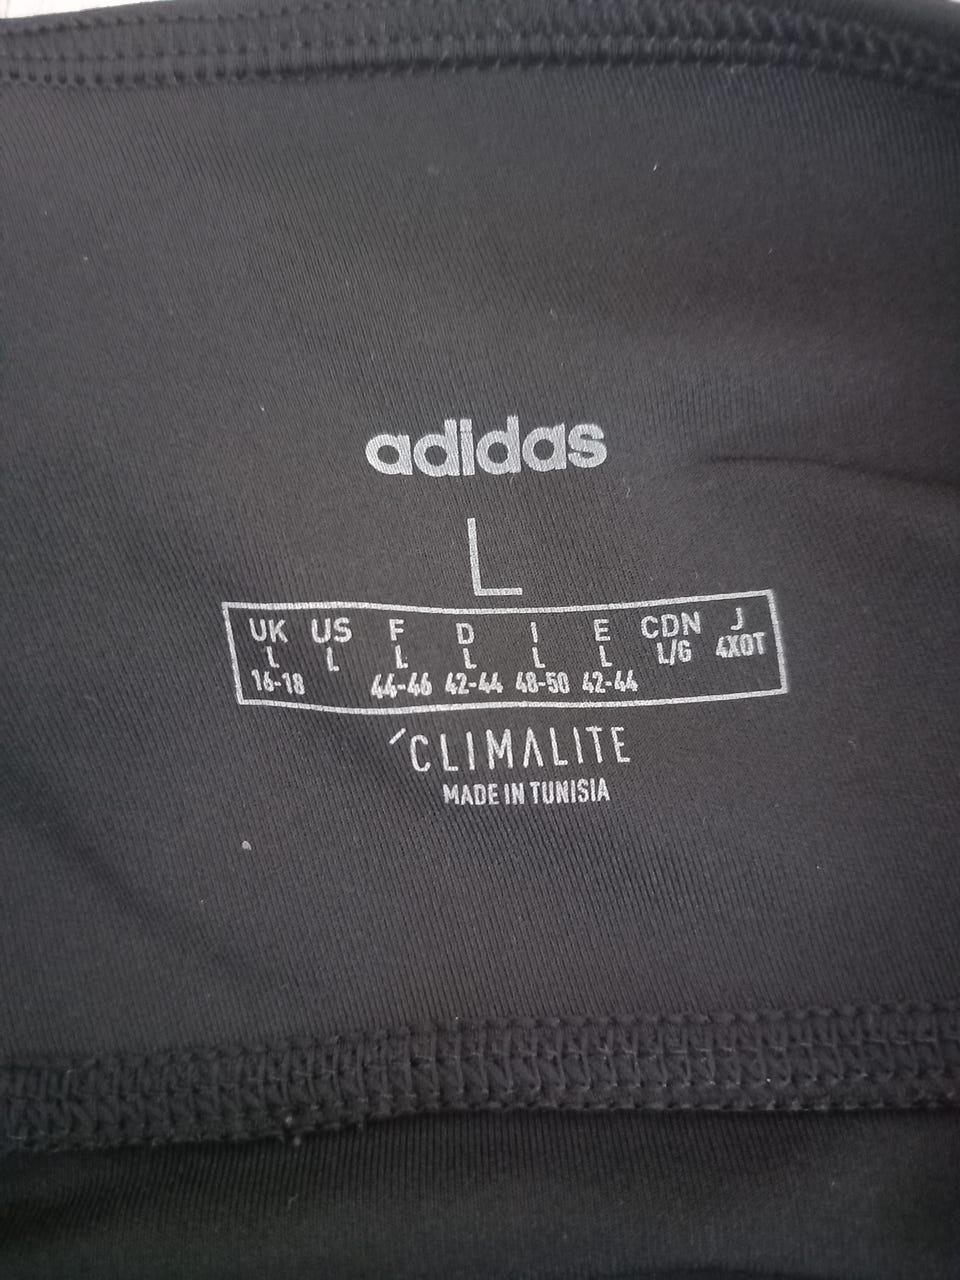 adidas
L
UK US F D I E CDN J
L L L L L L L/G 4XOT
16-18 44-46 42-44 48-50 42-44
CLIMALITE
MADE IN TUNISIA